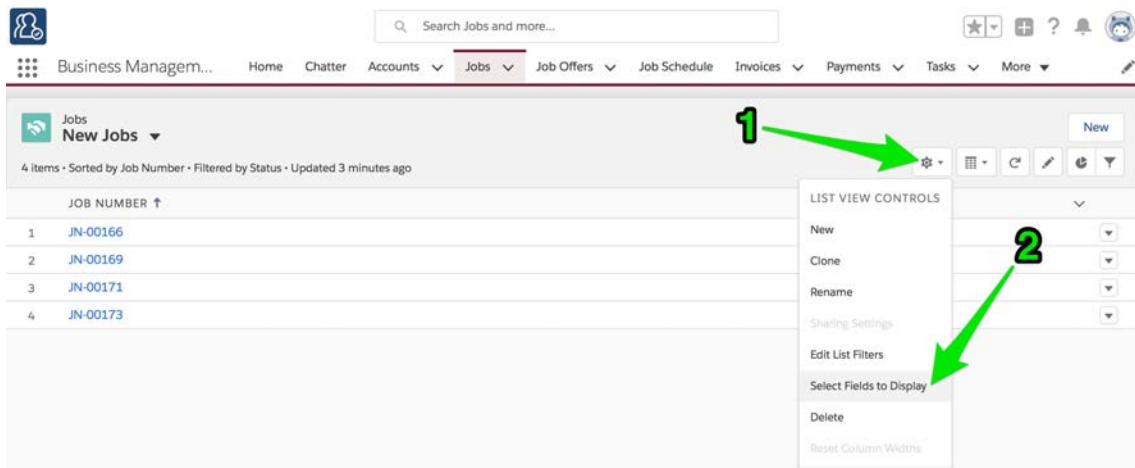 Search Jobs and more...
Business Managem... Home Chatter Accounts Jobs Job Offers Job Schedule Invoices Payments Tasks More
Jobs
New Jobs
1
New
4 items • Sorted by Job Number • Filtered by Status • Updated 3 minutes ago
JOB NUMBER ↑
1 JN-00166
2 JN-00169
3 JN-00171
4 JN-00173
LIST VIEW CONTROLS
New
2
Clone
Rename
Sharing Settings
Edit List Filters
Select Fields to Display
Delete
Reset Column Widths